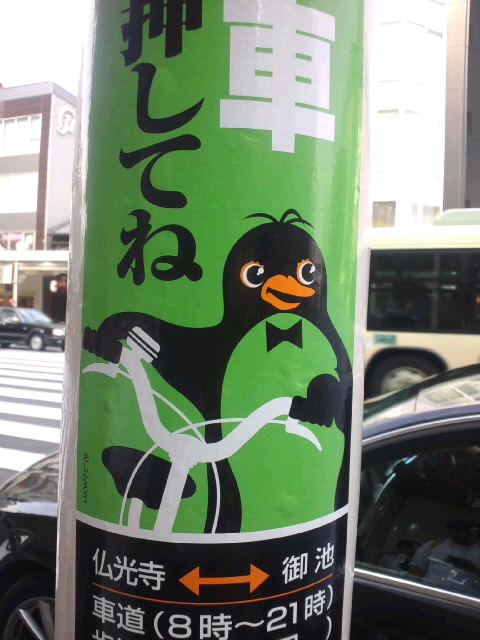 車
押してね
仏光寺 ↔ 御池
車道(8時～21時)